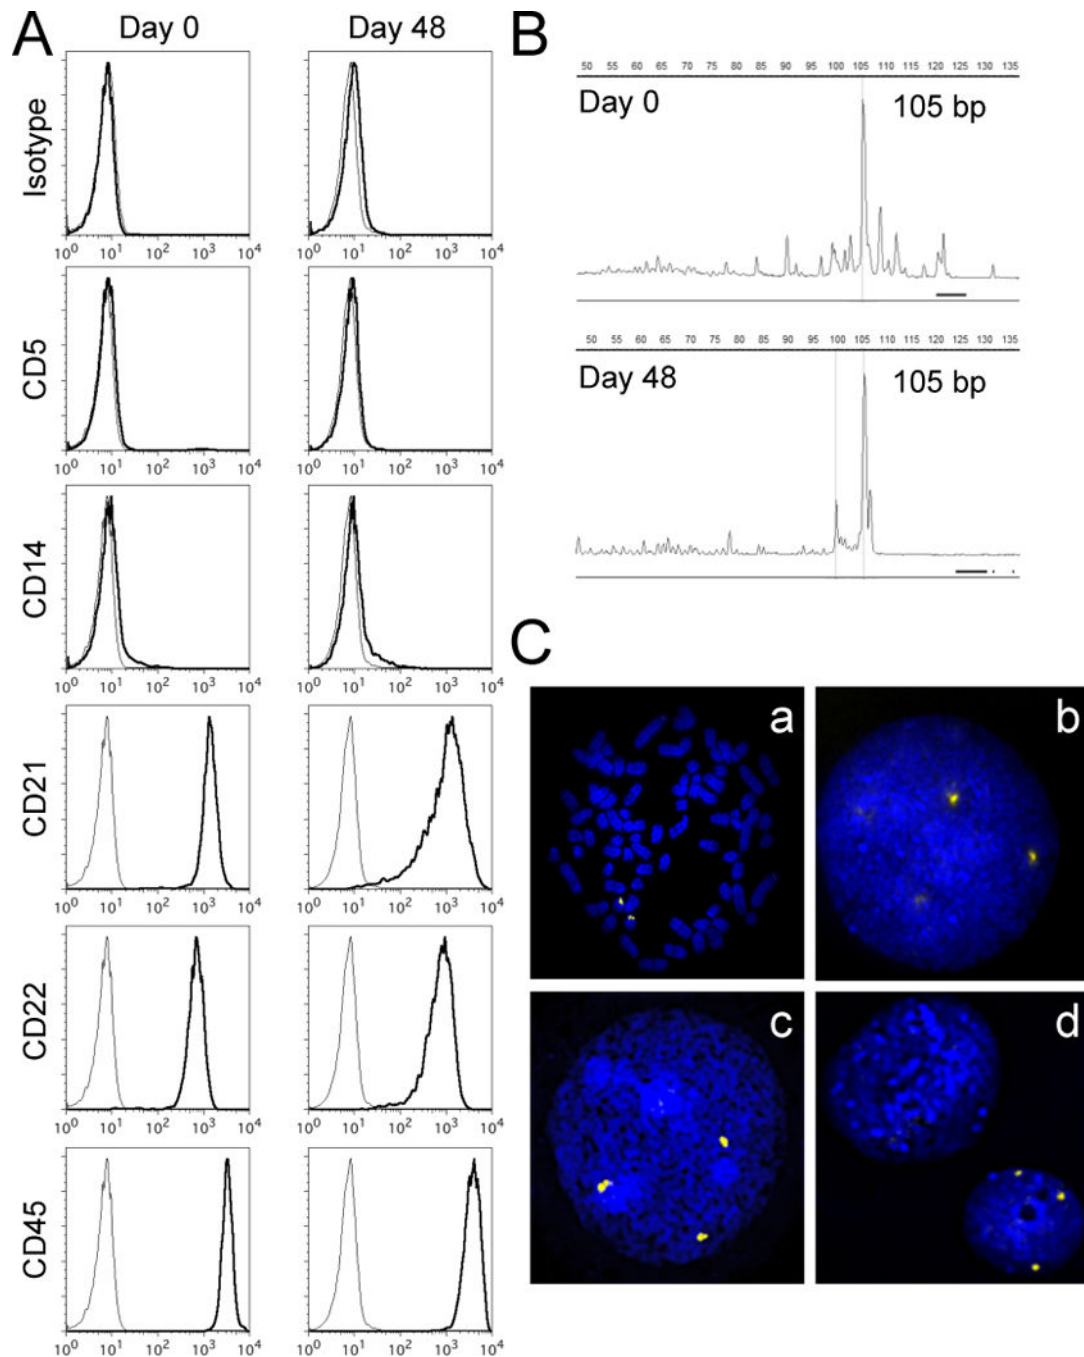 A
Day 0 Day 48
Isotype
10⁰ 10¹ 10² 10³ 10⁴ 10⁰ 10¹ 10² 10³ 10⁴
CD5
10⁰ 10¹ 10² 10³ 10⁴ 10⁰ 10¹ 10² 10³ 10⁴
CD14
10⁰ 10¹ 10² 10³ 10⁴ 10⁰ 10¹ 10² 10³ 10⁴
CD21
10⁰ 10¹ 10² 10³ 10⁴ 10⁰ 10¹ 10² 10³ 10⁴
CD22
10⁰ 10¹ 10² 10³ 10⁴ 10⁰ 10¹ 10² 10³ 10⁴
CD45
10⁰ 10¹ 10² 10³ 10⁴ 10⁰ 10¹ 10² 10³ 10⁴
B
50 55 60 65 70 75 80 85 90 95 100 105 110 115 120 125 130 135
Day 0 105 bp
50 55 60 65 70 75 80 85 90 95 100 105 110 115 120 125 130 135
Day 48 105 bp
C
a
b
c
d